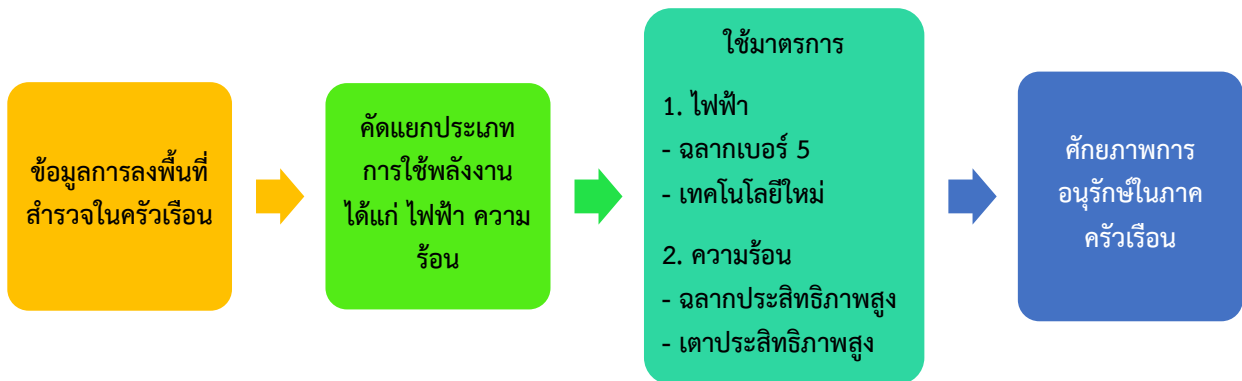 ข้อมูลการลงพื้นที่
สำรวจในครัวเรือน
คัดแยกประเภท
การใช้พลังงาน
ได้แก่ ไฟฟ้า ความ
ร้อน
ใช้มาตรการ
1. ไฟฟ้า
- ฉลากเบอร์ 5
- เทคโนโลยีใหม่
2. ความร้อน
- ฉลากประสิทธิภาพสูง
- เตาประสิทธิภาพสูง
ศักยภาพการ
อนุรักษ์ในภาค
ครัวเรือน